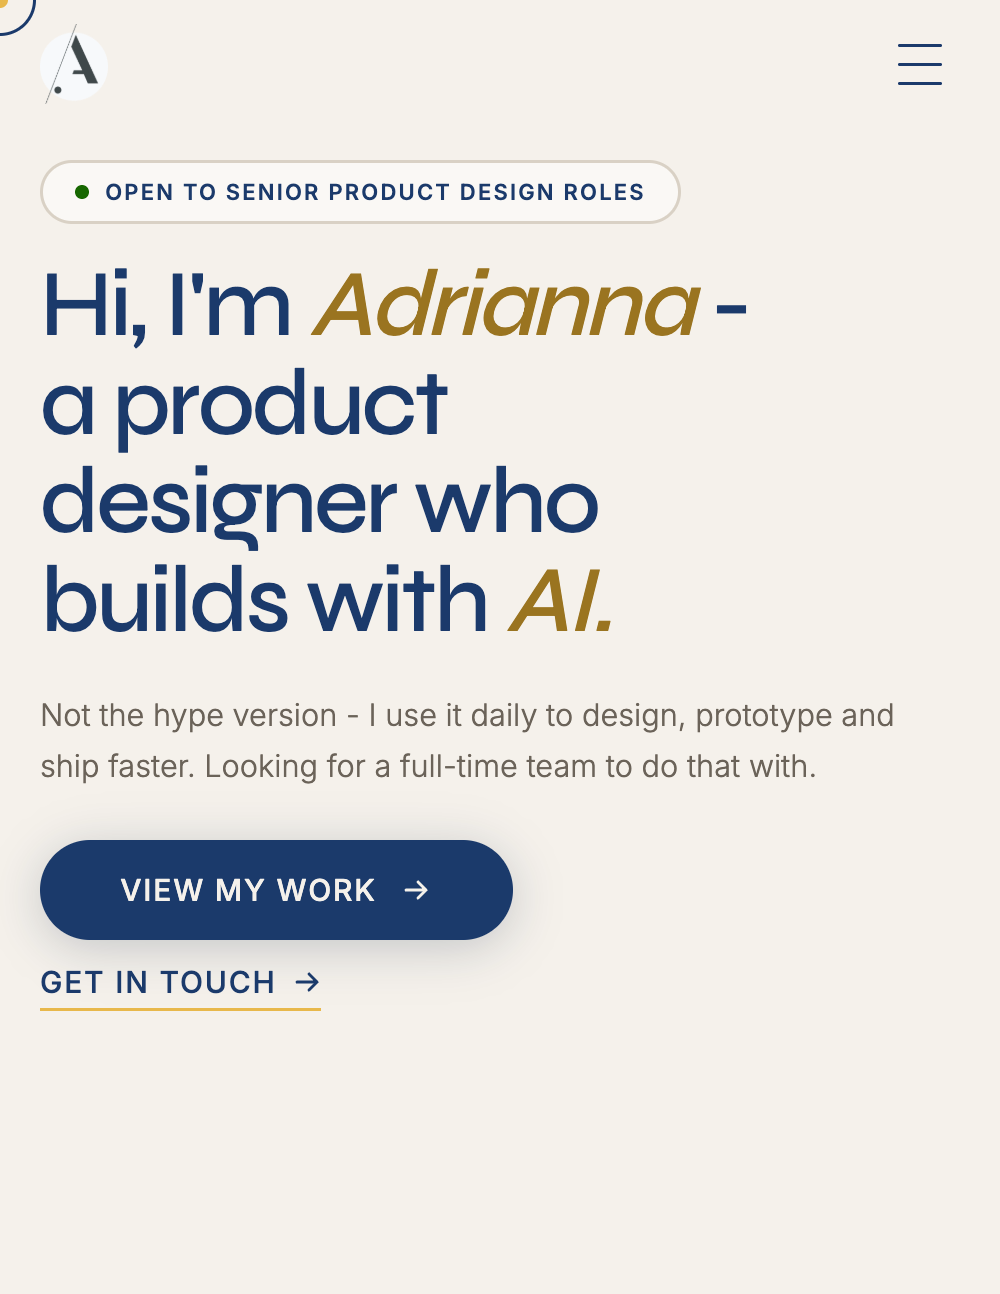 A
OPEN TO SENIOR PRODUCT DESIGN ROLES
Hi, I'm Adrianna -
a product
designer who
builds with AI.
Not the hype version - I use it daily to design, prototype and
ship faster. Looking for a full-time team to do that with.
VIEW MY WORK →
GET IN TOUCH →